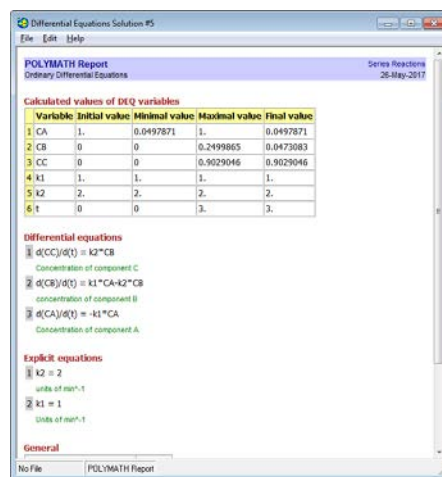 Differential Equations Solution #5
File Edit Help
POLYMATH Report Series Reactions
Ordinary Differential Equations 26-May-2017
Calculated values of DEQ variables
Variable Initial value Minimal value Maximal value Final value
1 CA 1. 0.0497871 1. 0.0497871
2 CB 0 0 0.2499865 0.0473083
3 CC 0 0 0.9029046 0.9029046
4 k1 1. 1. 1. 1.
5 k2 2. 2. 2. 2.
6 t 0 0 3. 3.
Differential equations
1 d(CC)/d(t) = k2*CB
Concentration of component C
2 d(CB)/d(t) = k1*CA-k2*CB
concentration of component B
3 d(CA)/d(t) = -k1*CA
Concentration of component A
Explicit equations
1 k2 = 2
units of min^-1
2 k1 = 1
Units of min^-1
General
No File POLYMATH Report